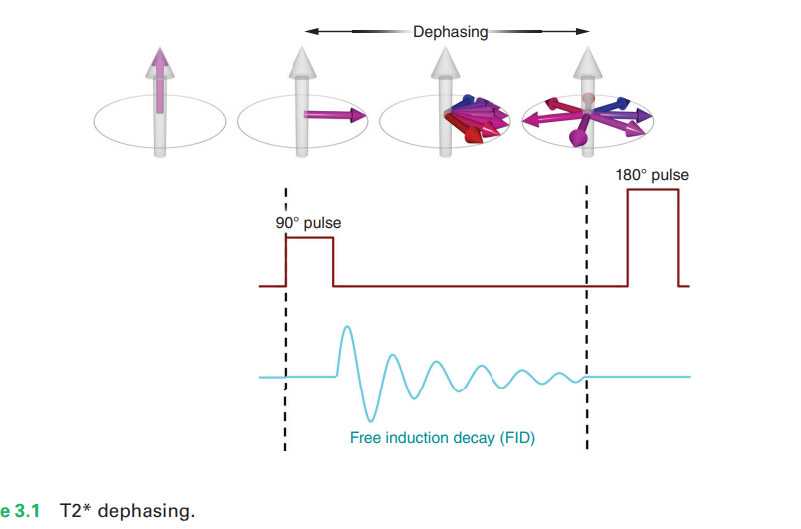 Dephasing
180° pulse
90° pulse
Free induction decay (FID)
e 3.1 T2* dephasing.